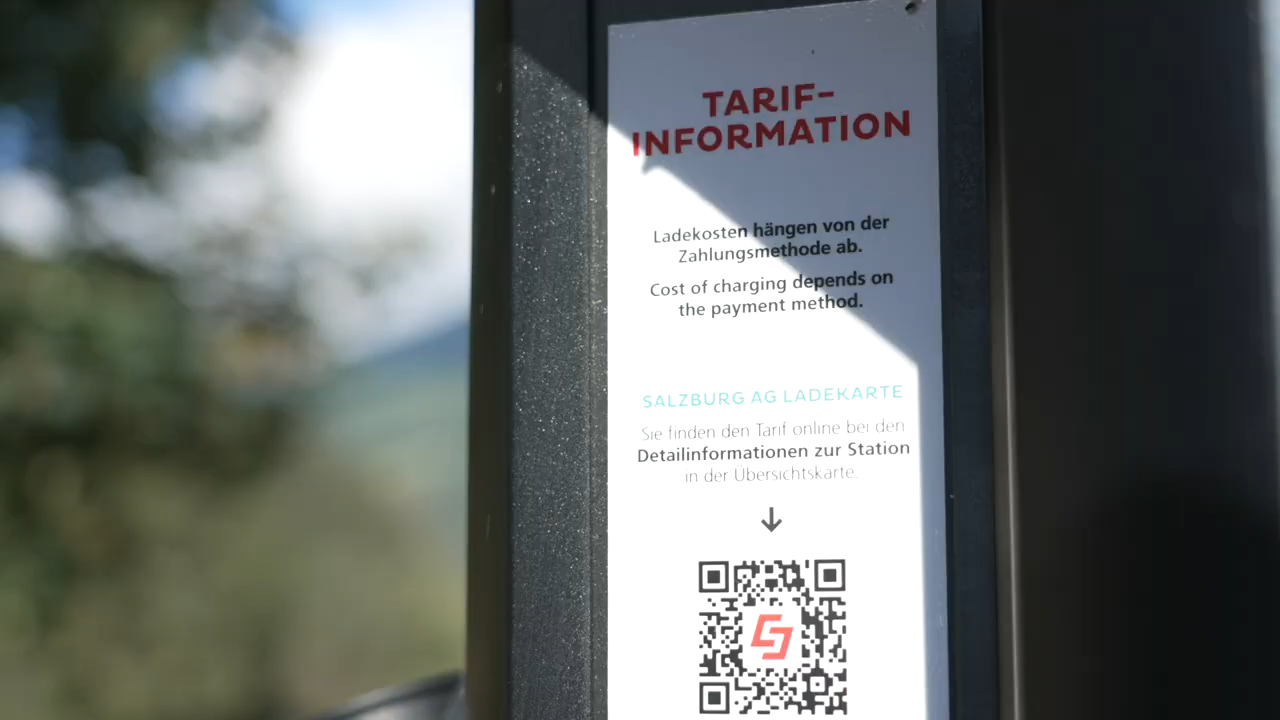 TARIF-
INFORMATION
Ladekosten hängen von der
Zahlungsmethode ab.
Cost of charging depends on
the payment method.
SALZBURG AG LADEKARTE
Sie finden den Tarif online bei den
Detailinformationen zur Station
in der Übersichtskarte.